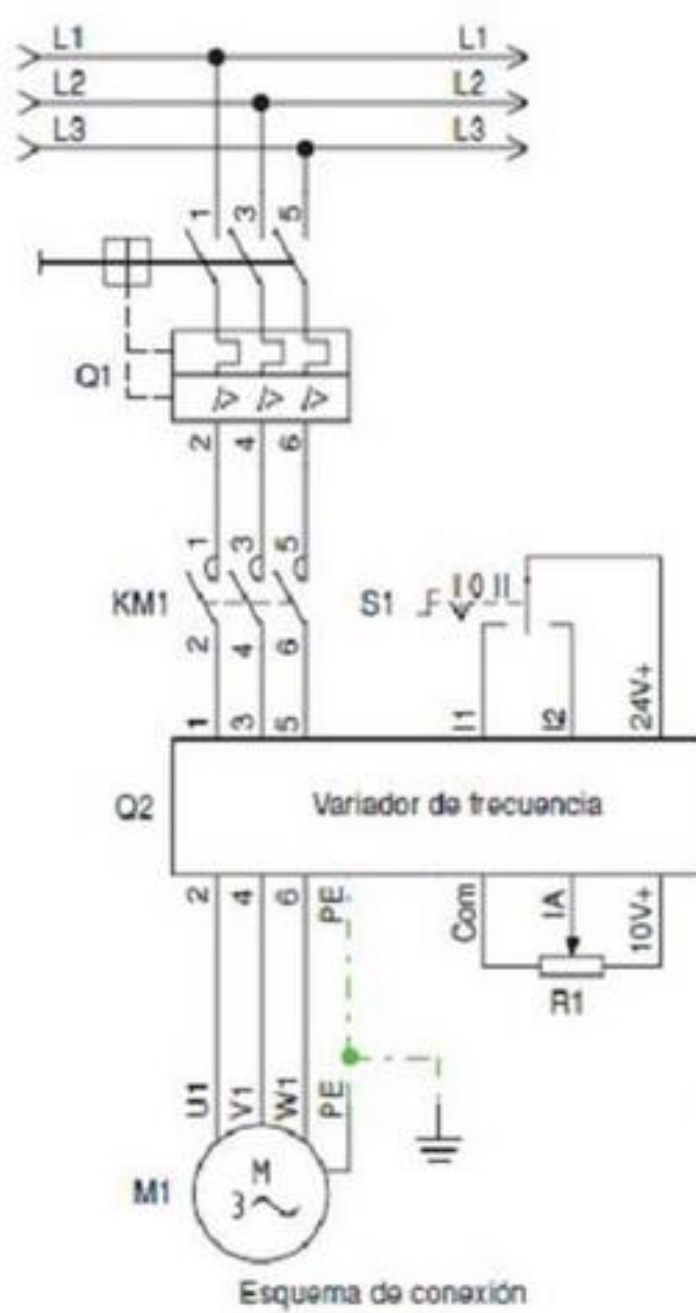 L1 L1
L2 L2
L3 L3
1 3 5
Q1
2 4 6
1 3 5
KM1
S1 I 0 II
2 4 6
1 3 5 I1 I2 24V+
Q2 Variador de frecuencia
2 4 6 PE Com IA 10V+
R1
U1 V1 W1 PE
M1 M
3
Esquema de conexión